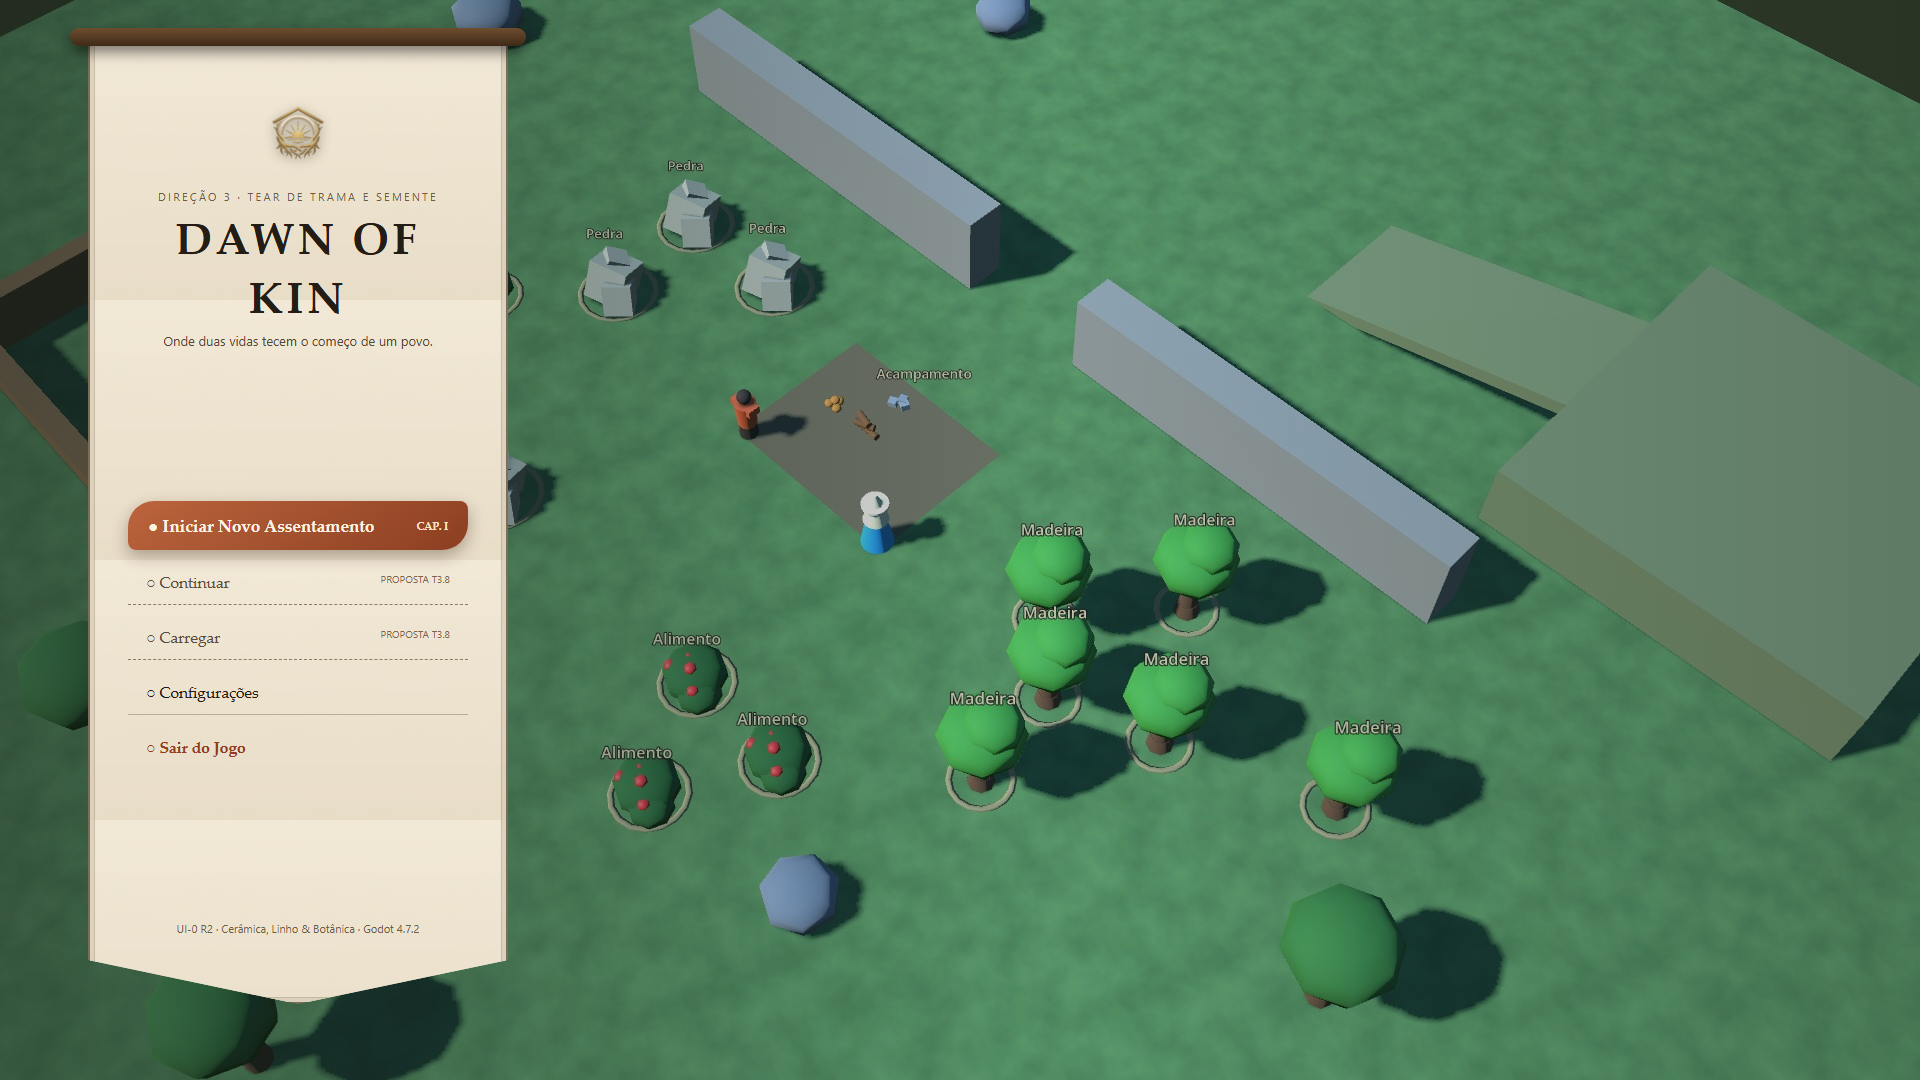 DIREÇÃO 3 · TEAR DE TRAMA E SEMENTE
DAWN OF
KIN
Onde duas vidas tecem o começo de um povo.
● Iniciar Novo Assentamento CAP. I
○ Continuar PROPOSTA T3.8
○ Carregar PROPOSTA T3.8
○ Configurações
○ Sair do Jogo
UI-0 R2 · Cerâmica, Linho & Botânica · Godot 4.7.2
Pedra
Pedra
Pedra
Acampamento
Madeira
Madeira
Madeira
Alimento
Madeira
Madeira
Alimento
Madeira
Alimento